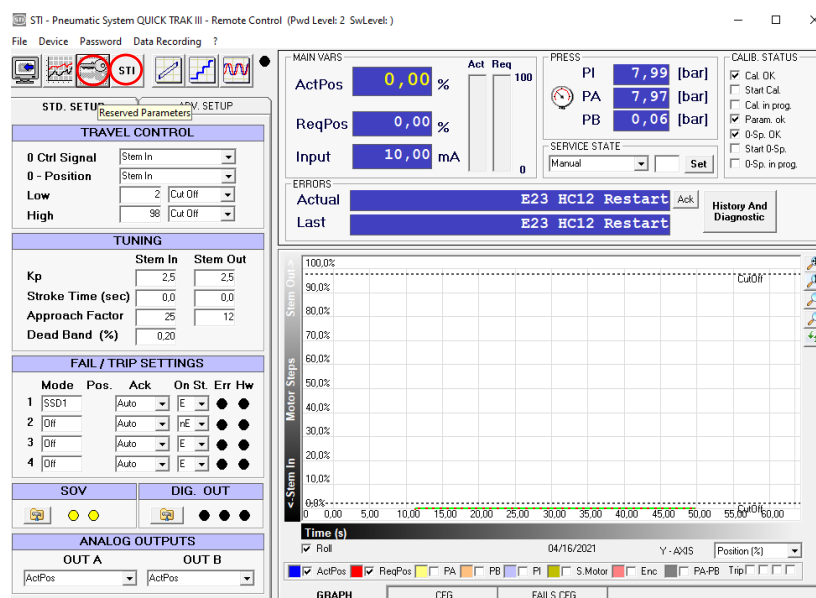 STI - Pneumatic System QUICK TRAK III - Remote Control (Pwd Level: 2 SwLevel: )
File Device Password Data Recording ?
STI
STD. SETUP
ADV. SETUP
Reserved Parameters
TRAVEL CONTROL
0 Ctrl Signal Stem In
0 - Position Stem In
Low 2 Cut Off
High 98 Cut Off
TUNING
Stem In Stem Out
Kp 2,5 2,5
Stroke Time (sec) 0,0 0,0
Approach Factor 25 12
Dead Band (%) 0,20
FAIL / TRIP SETTINGS
Mode Pos. Ack On St. Err Hw
1 SSD1 Auto E
2 Off Auto nE
3 Off Auto E
4 Off Auto E
SOV DIG. OUT
ANALOG OUTPUTS
OUT A OUT B
ActPos ActPos
MAIN VARS
Act Req
ActPos 0,00 % 100
ReqPos 0,00 %
Input 10,00 mA 0
PRESS
PI 7,99 [bar]
PA 7,97 [bar]
PB 0,06 [bar]
SERVICE STATE
Manual Set
CALIB. STATUS
Cal. OK
Start Cal.
Cal. in prog.
Param. ok
0-Sp. OK
Start 0-Sp.
0-Sp. in prog.
ERRORS
Actual E23 HC12 Restart Ack
Last E23 HC12 Restart
History And
Diagnostic
<-Stem In Motor Steps Stem Out->
100,0%
CutOff
90,0%
80,0%
70,0%
60,0%
50,0%
40,0%
30,0%
20,0%
10,0%
0,0%
CutOff
0 0,00 5,00 10,00 15,00 20,00 25,00 30,00 35,00 40,00 45,00 50,00 55,00 60,00
Time (s)
Roll 04/16/2021 Y - AXIS Position (%)
ActPos ReqPos PA PB PI S.Motor Enc PA-PB Trip
GRAPH CFG FAILS CFG